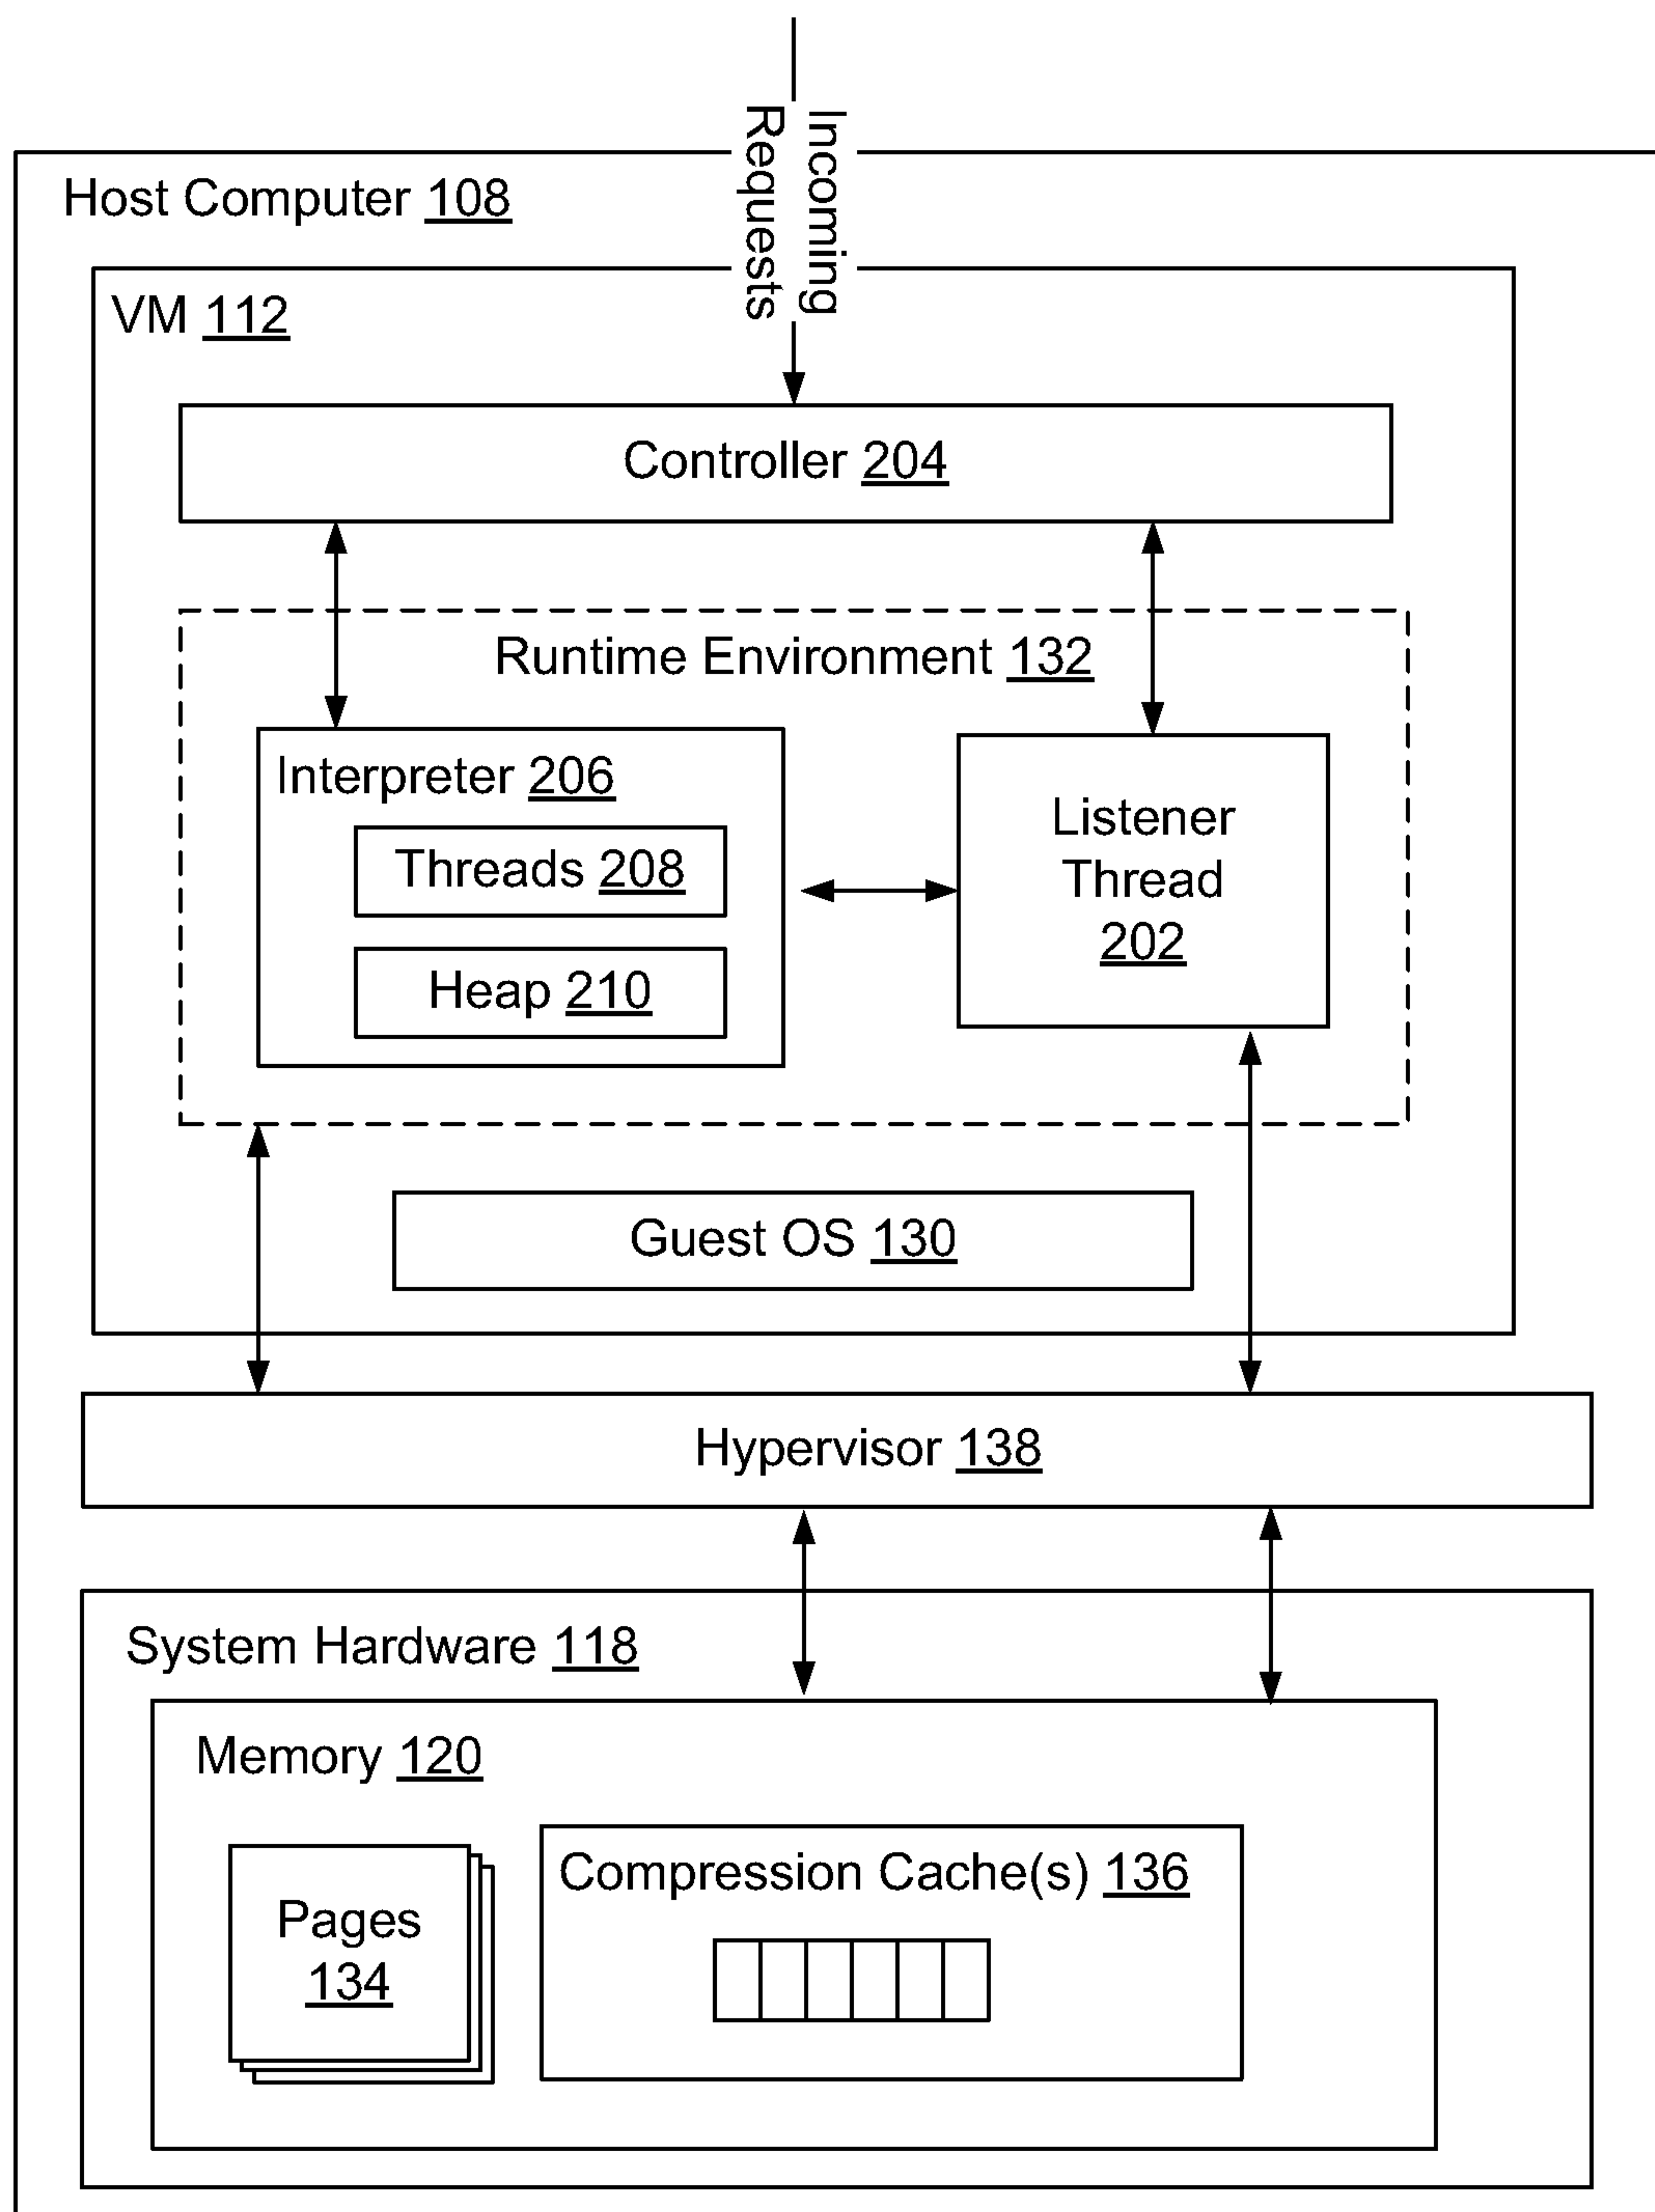 Incoming
Requests
Host Computer 108
VM 112
Controller 204
Runtime Environment 132
Interpreter 206
Threads 208
Heap 210
Listener
Thread
202
Guest OS 130
Hypervisor 138
System Hardware 118
Memory 120
Pages
134
Compression Cache(s) 136